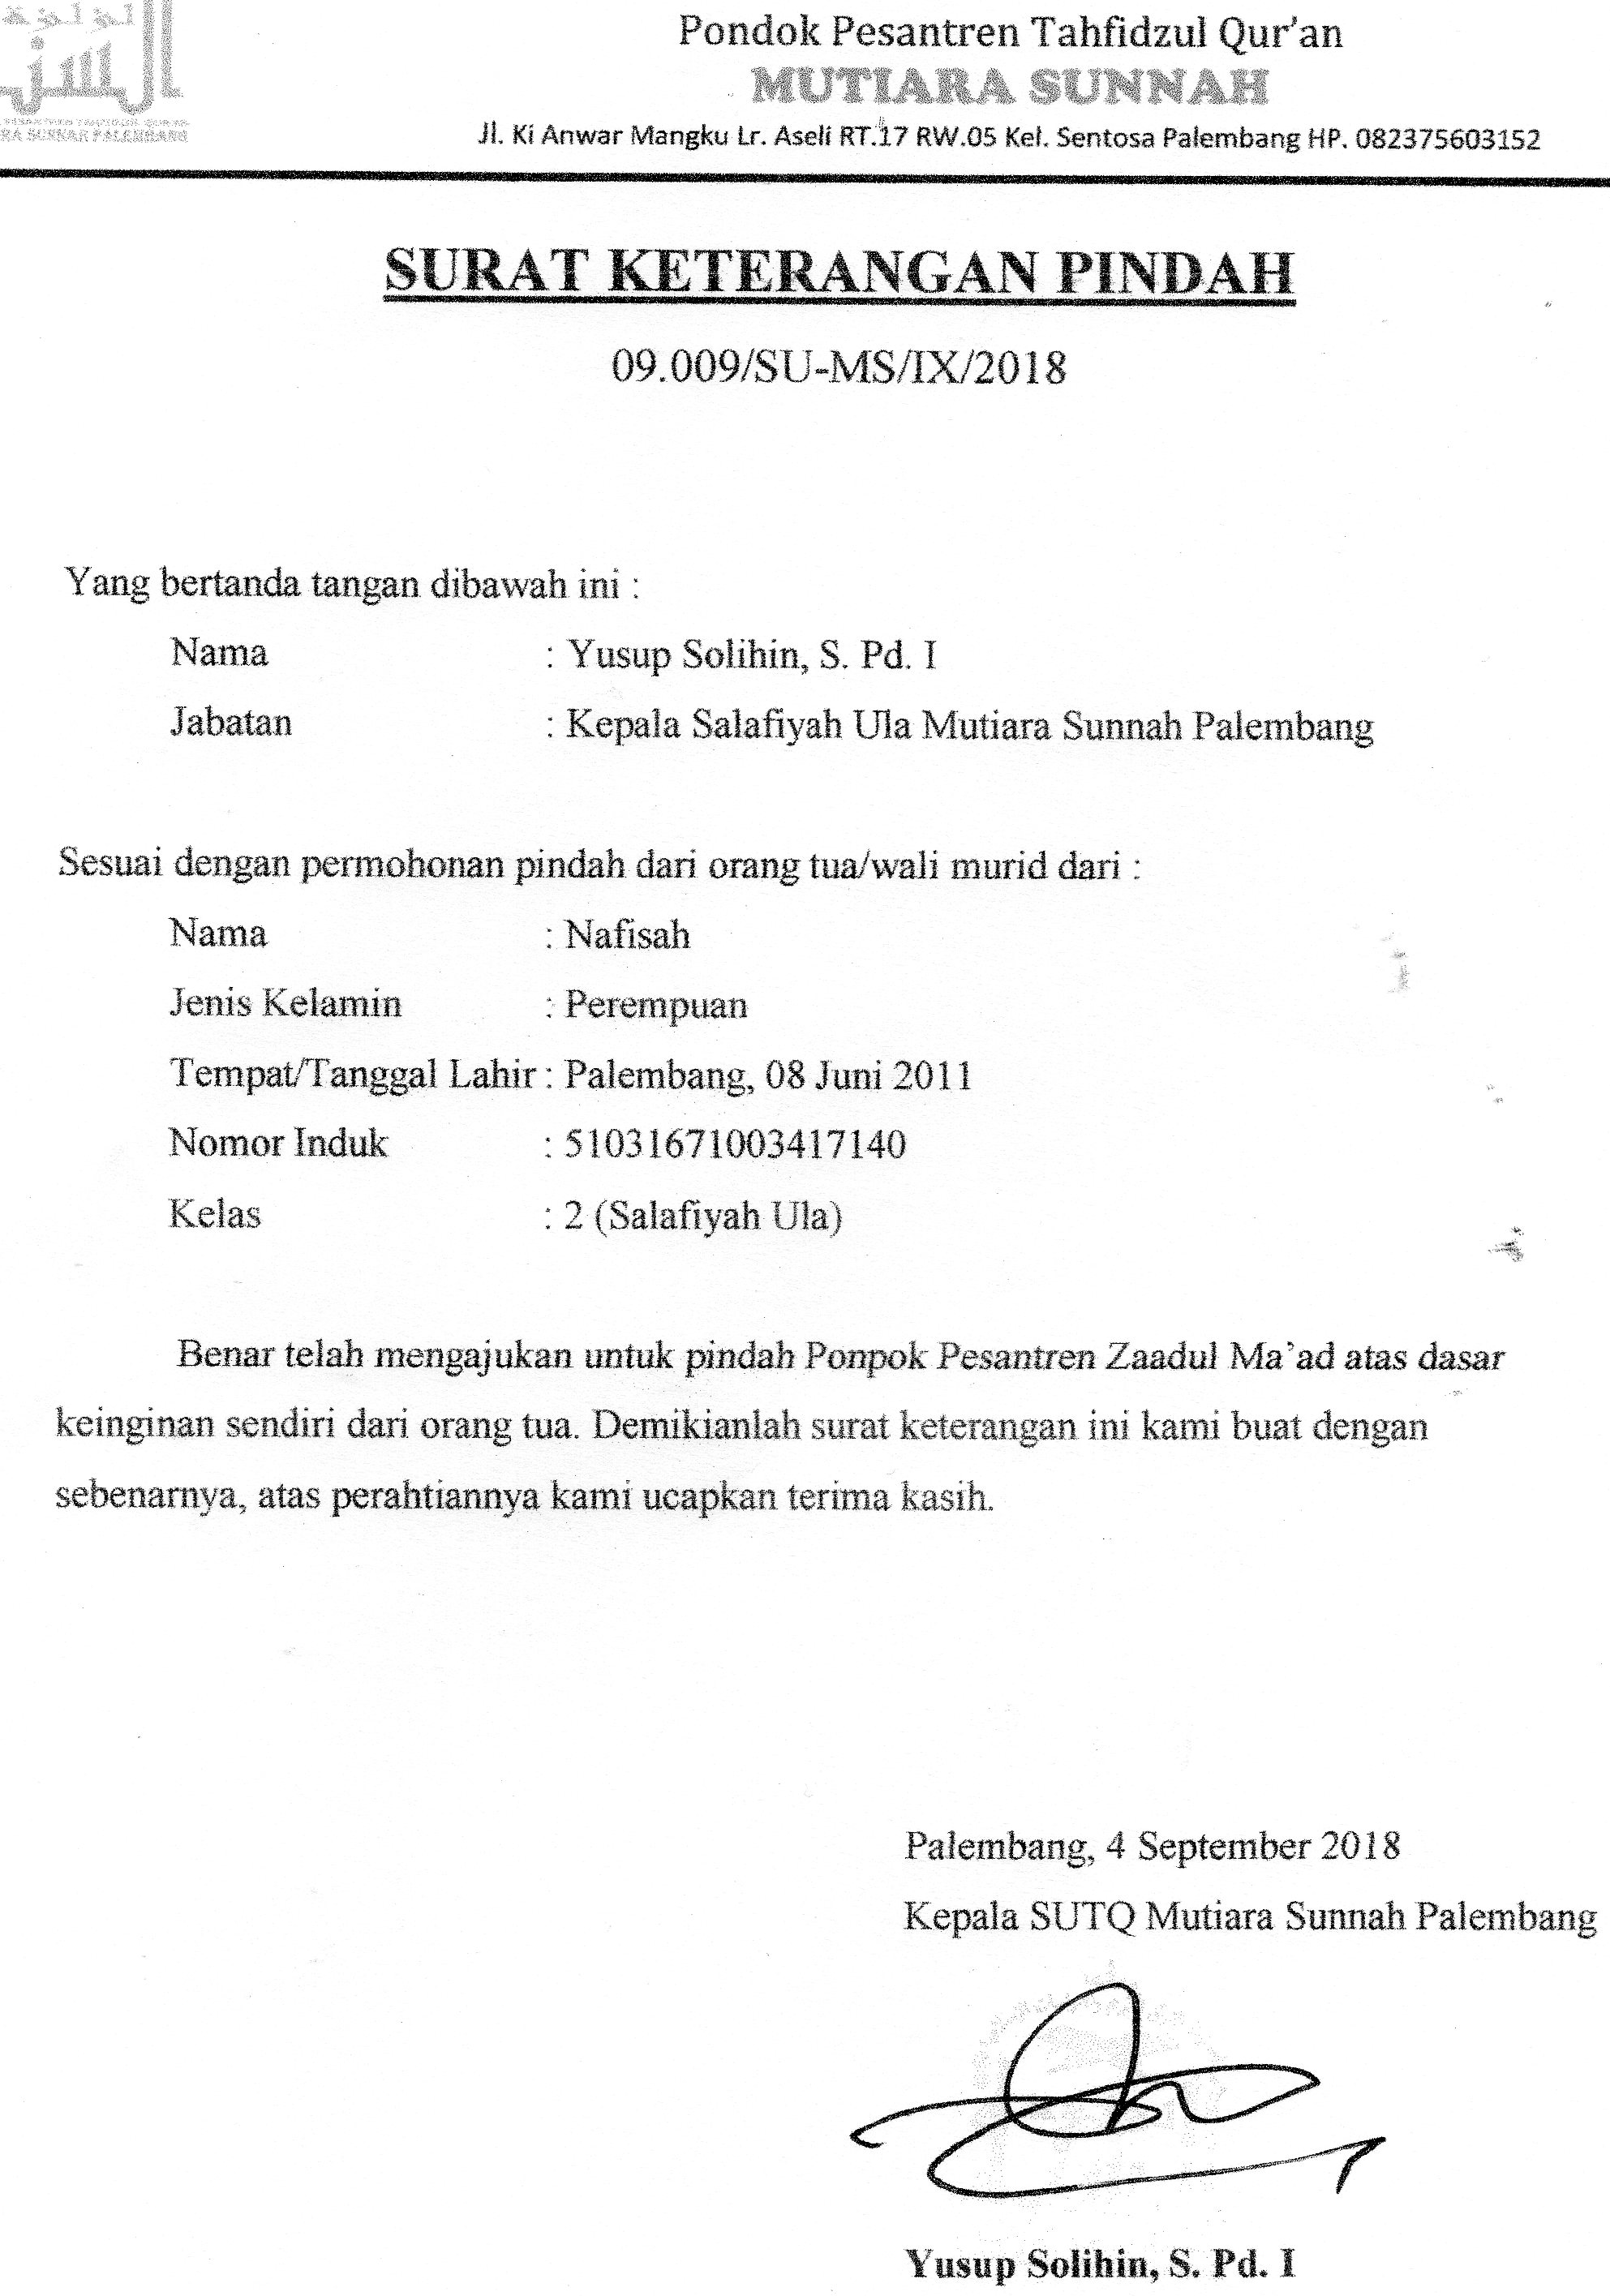 Pondok Pesantren Tahfidzul Qur'an
MUTIARA SUNNAH
RA SUNNAH PALEMBANG
Jl. Ki Anwar Mangku Lr. Aseli RT.17 RW.05 Kel. Sentosa Palembang HP. 082375603152
SURAT KETERANGAN PINDAH
09.009/SU-MS/IX/2018
Yang bertanda tangan dibawah ini :
Nama : Yusup Solihin, S. Pd. I
Jabatan : Kepala Salafiyah Ula Mutiara Sunnah Palembang
Sesuai dengan permohonan pindah dari orang tua/wali murid dari :
Nama : Nafisah
Jenis Kelamin : Perempuan
Tempat/Tanggal Lahir : Palembang, 08 Juni 2011
Nomor Induk : 51031671003417140
Kelas : 2 (Salafiyah Ula)
Benar telah mengajukan untuk pindah Ponpok Pesantren Zaadul Ma'ad atas dasar
keinginan sendiri dari orang tua. Demikianlah surat keterangan ini kami buat dengan
sebenarnya, atas perahtiannya kami ucapkan terima kasih.
Palembang, 4 September 2018
Kepala SUTQ Mutiara Sunnah Palembang
Yusup Solihin, S. Pd. I